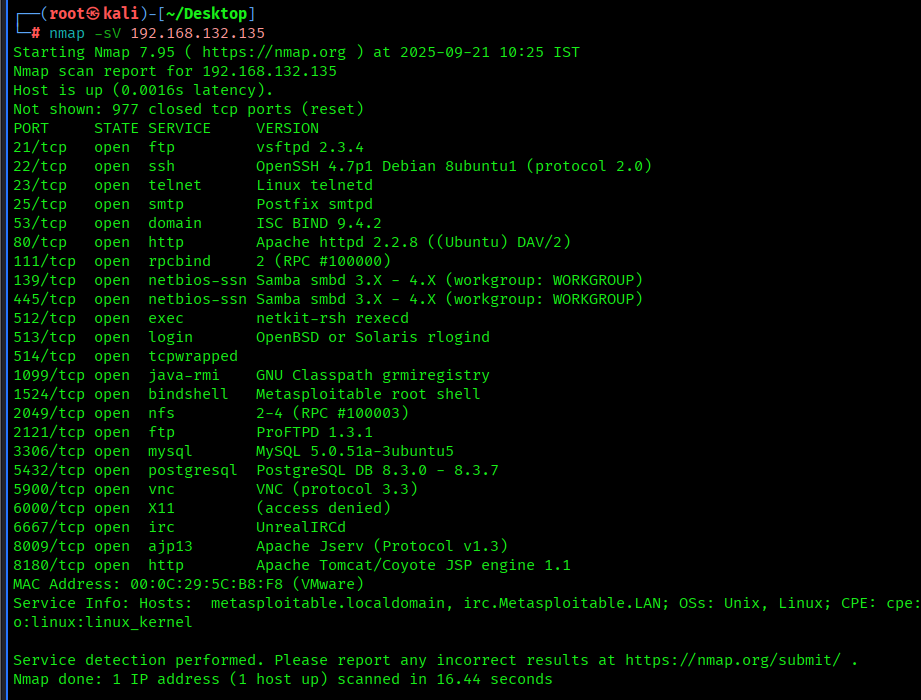 ┌──(root㉿kali)-[~/Desktop]
└─# nmap -sV 192.168.132.135
Starting Nmap 7.95 ( https://nmap.org ) at 2025-09-21 10:25 IST
Nmap scan report for 192.168.132.135
Host is up (0.0016s latency).
Not shown: 977 closed tcp ports (reset)
PORT     STATE SERVICE     VERSION
21/tcp   open  ftp         vsftpd 2.3.4
22/tcp   open  ssh         OpenSSH 4.7p1 Debian 8ubuntu1 (protocol 2.0)
23/tcp   open  telnet      Linux telnetd
25/tcp   open  smtp        Postfix smtpd
53/tcp   open  domain      ISC BIND 9.4.2
80/tcp   open  http        Apache httpd 2.2.8 ((Ubuntu) DAV/2)
111/tcp  open  rpcbind     2 (RPC #100000)
139/tcp  open  netbios-ssn Samba smbd 3.X - 4.X (workgroup: WORKGROUP)
445/tcp  open  netbios-ssn Samba smbd 3.X - 4.X (workgroup: WORKGROUP)
512/tcp  open  exec        netkit-rsh rexecd
513/tcp  open  login       OpenBSD or Solaris rlogind
514/tcp  open  tcpwrapped
1099/tcp open  java-rmi    GNU Classpath grmiregistry
1524/tcp open  bindshell   Metasploitable root shell
2049/tcp open  nfs         2-4 (RPC #100003)
2121/tcp open  ftp         ProFTPD 1.3.1
3306/tcp open  mysql       MySQL 5.0.51a-3ubuntu5
5432/tcp open  postgresql  PostgreSQL DB 8.3.0 - 8.3.7
5900/tcp open  vnc         VNC (protocol 3.3)
6000/tcp open  X11         (access denied)
6667/tcp open  irc         UnrealIRCd
8009/tcp open  ajp13       Apache Jserv (Protocol v1.3)
8180/tcp open  http        Apache Tomcat/Coyote JSP engine 1.1
MAC Address: 00:0C:29:5C:B8:F8 (VMware)
Service Info: Hosts:  metasploitable.localdomain, irc.Metasploitable.LAN; OSs: Unix, Linux; CPE: cpe:
o:linux:linux_kernel

Service detection performed. Please report any incorrect results at https://nmap.org/submit/ .
Nmap done: 1 IP address (1 host up) scanned in 16.44 seconds